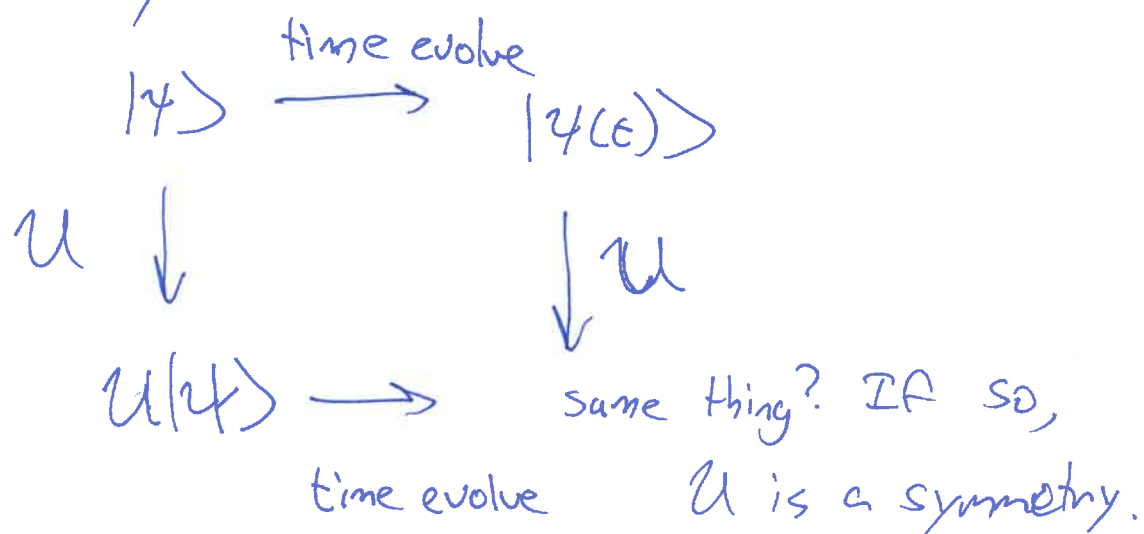 time evolve
|ψ> → |ψ(t)>
U ↓ ↓ U
U|ψ> → same thing? If so,
time evolve U is a symmetry.